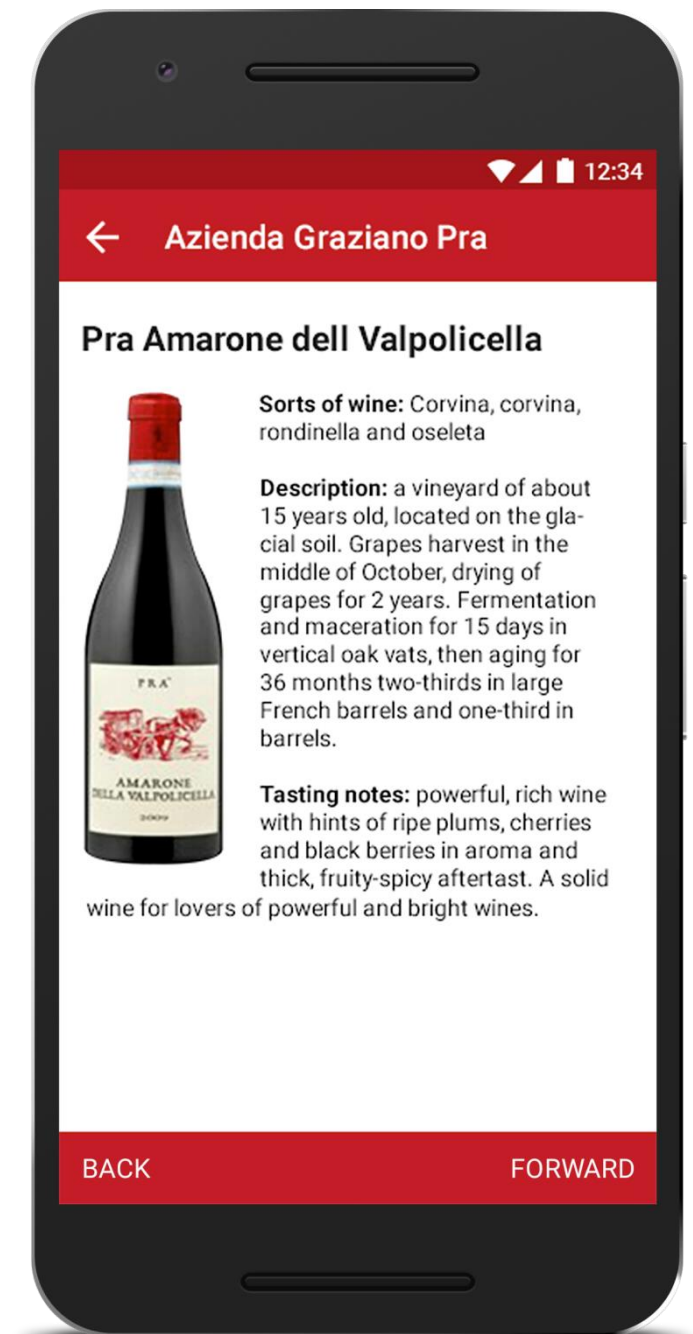 12:34
Azienda Graziano Pra
Pra Amarone dell Valpolicella
Sorts of wine: Corvina, corvina,
rondinella and oseleta
Description: a vineyard of about
15 years old, located on the gla-
cial soil. Grapes harvest in the
middle of October, drying of
grapes for 2 years. Fermentation
and maceration for 15 days in
vertical oak vats, then aging for
36 months two-thirds in large
French barrels and one-third in
barrels.
PRA'
AMARONE
DELLA VALPOLICELLA
2009
Tasting notes: powerful, rich wine
with hints of ripe plums, cherries
and black berries in aroma and
thick, fruity-spicy aftertast. A solid
wine for lovers of powerful and bright wines.
BACK
FORWARD